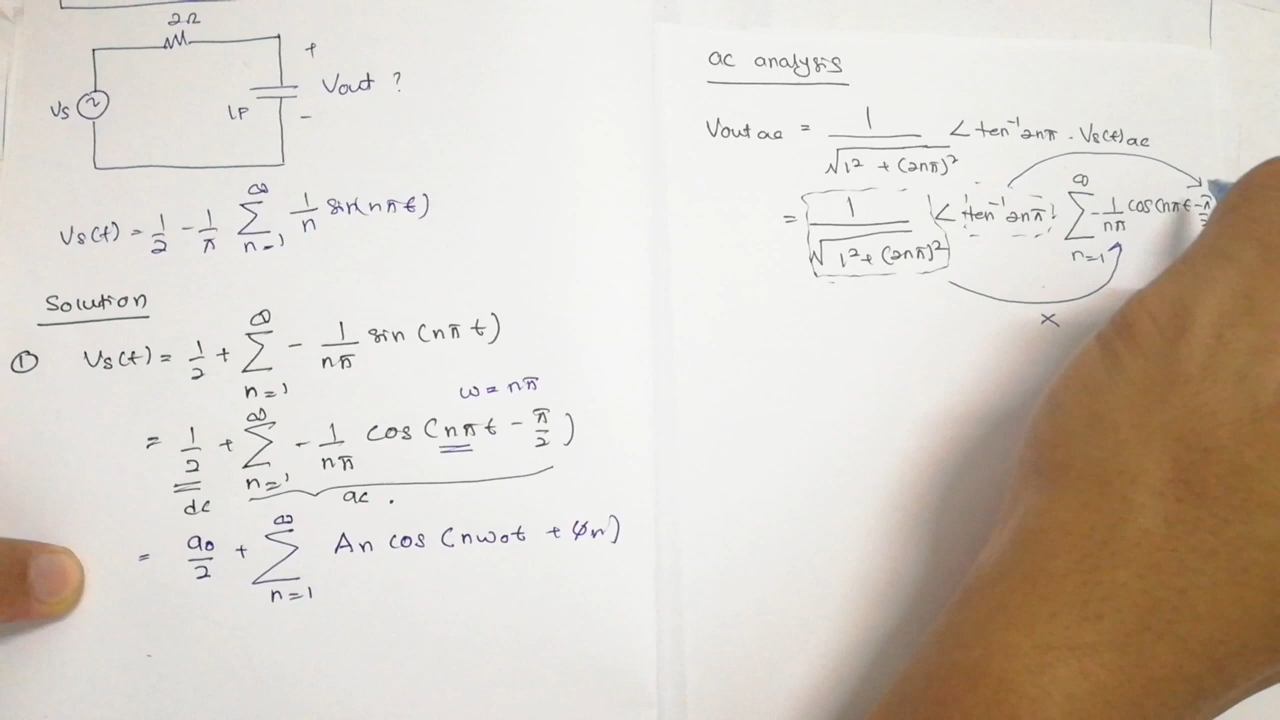 2Ω
+
Vout ?
Vs
1F
-
Vs(t) = 1/2 - 1/π ∞ Σ n=1 1/n sin(nπt)
Solution
① Vs(t) = 1/2 + ∞ Σ n=1 - 1/nπ sin (nπt)
ω = nπ
= 1/2 + ∞ Σ n=1 - 1/nπ cos (nπt - π/2)
dc ac.
= a0/2 + ∞ Σ n=1 An cos (nω0t + φn)
ac analysis
Vout ac = 1/√1² + (2nπ)² ∠ ten⁻¹ 2nπ . Vs(t)ac
= 1/√1² + (2nπ)² ∠ ten⁻¹ 2nπ ∞ Σ n=1 - 1/nπ cos (nπt - π/2
×